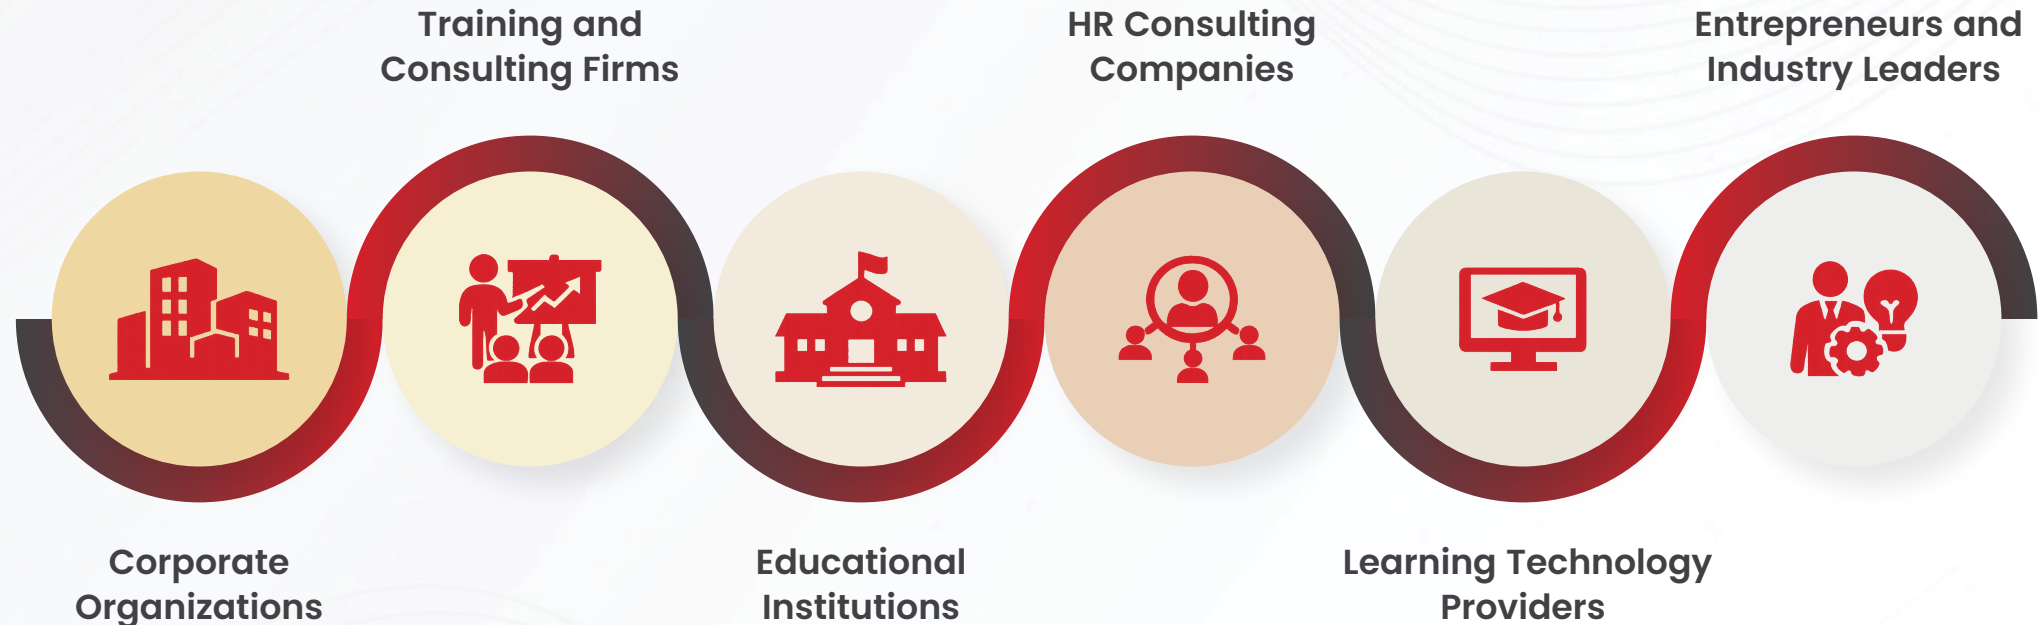 Training and
Consulting Firms
HR Consulting
Companies
Entrepreneurs and
Industry Leaders
Corporate
Organizations
Educational
Institutions
Learning Technology
Providers